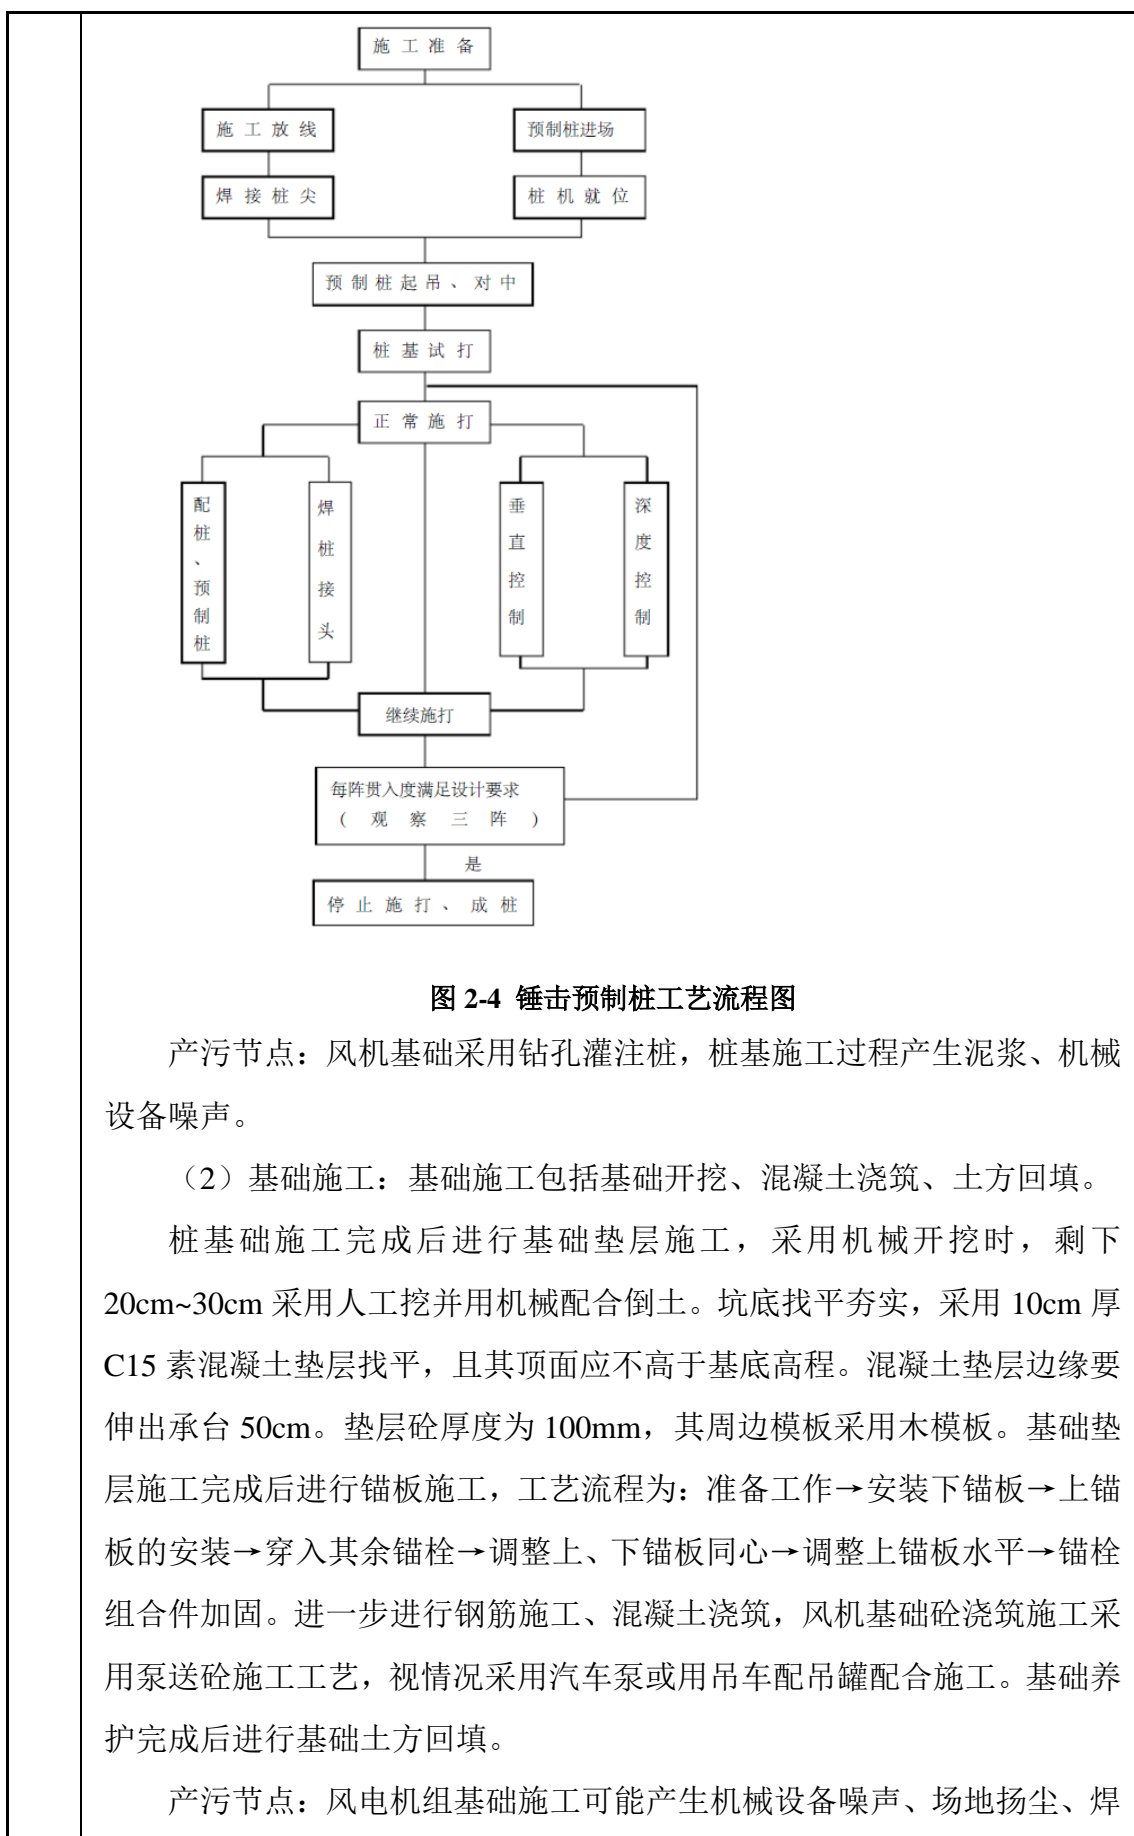 施工准备
施工放线
预制桩进场
焊接桩尖
桩机就位
预制桩起吊、对中
桩基试打
正常施打
配桩、预制桩
焊桩接头
垂直控制
深度控制
继续施打
每阵贯入度满足设计要求
(观察三阵)
是
停止施打、成桩
图 2-4 锤击预制桩工艺流程图
产污节点：风机基础采用钻孔灌注桩，桩基施工过程产生泥浆、机械
设备噪声。
（2）基础施工：基础施工包括基础开挖、混凝土浇筑、土方回填。
桩基础施工完成后进行基础垫层施工，采用机械开挖时，剩下
20cm~30cm 采用人工挖并用机械配合倒土。坑底找平夯实，采用 10cm 厚
C15 素混凝土垫层找平，且其顶面应不高于基底高程。混凝土垫层边缘要
伸出承台 50cm。垫层砼厚度为 100mm，其周边模板采用木模板。基础垫
层施工完成后进行锚板施工，工艺流程为：准备工作→安装下锚板→上锚
板的安装→穿入其余锚栓→调整上、下锚板同心→调整上锚板水平→锚栓
组合件加固。进一步进行钢筋施工、混凝土浇筑，风机基础砼浇筑施工采
用泵送砼施工工艺，视情况采用汽车泵或用吊车配吊罐配合施工。基础养
护完成后进行基础土方回填。
产污节点：风电机组基础施工可能产生机械设备噪声、场地扬尘、焊